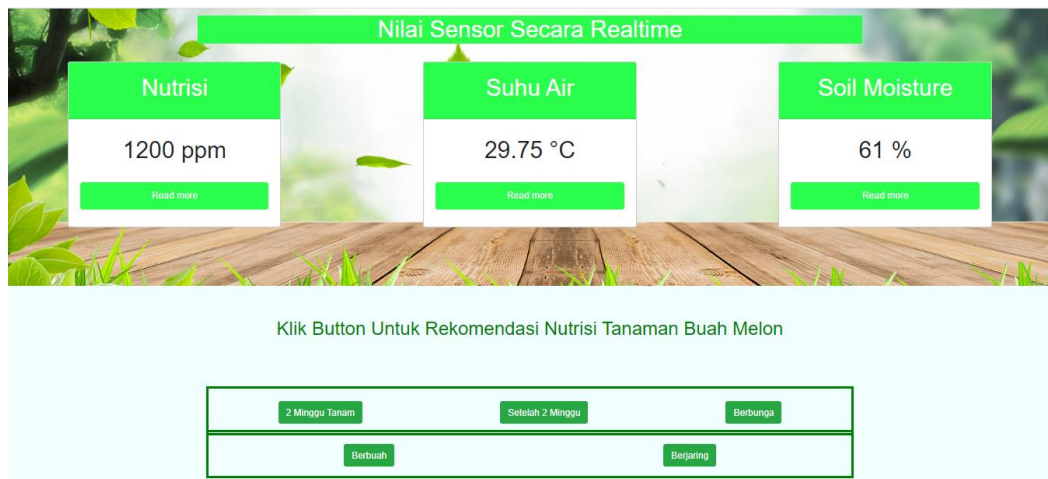 Nilai Sensor Secara Realtime
Nutrisi
Suhu Air
Soil Moisture
1200 ppm
29.75 °C
61 %
Read more
Read more
Read more
Klik Button Untuk Rekomendasi Nutrisi Tanaman Buah Melon
2 Minggu Tanam
Setelah 2 Minggu
Berbunga
Berbuah
Berjaring